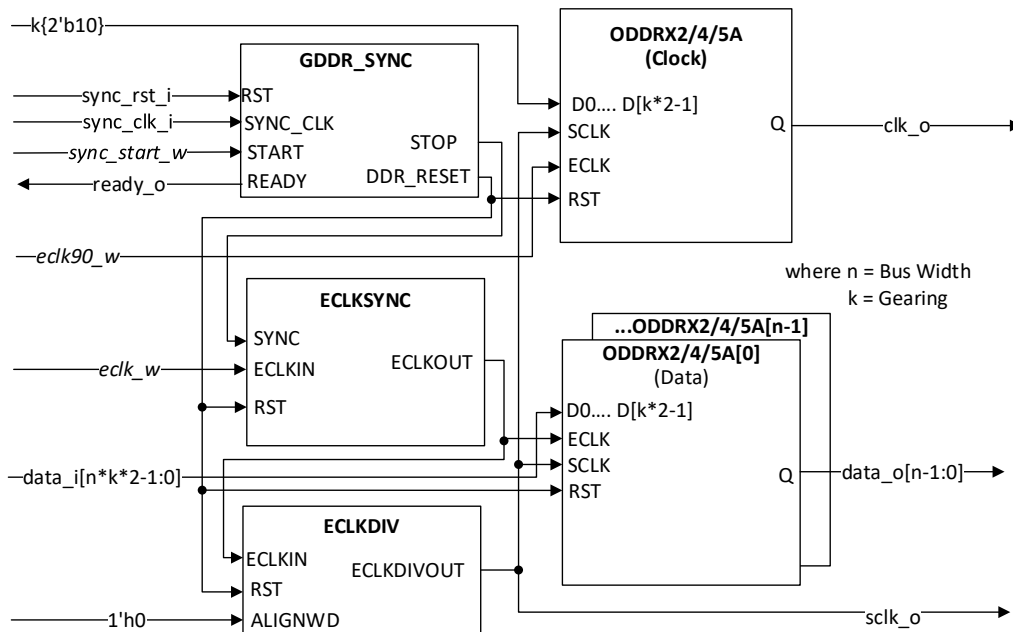 k{2'b10}
GDDR_SYNC
sync_rst_i
RST
sync_clk_i
SYNC_CLK
sync_start_w
START
ready_o
READY
STOP
DDR_RESET
ODDRX2/4/5A
(Clock)
D0.... D[k*2-1]
SCLK
ECLK
RST
Q
clk_o
eclk90_w
where n = Bus Width
k = Gearing
ECLKSYNC
SYNC
eclk_w
ECLKIN
RST
ECLKOUT
...ODDRX2/4/5A[n-1]
ODDRX2/4/5A[0]
(Data)
D0.... D[k*2-1]
ECLK
SCLK
RST
Q
data_i[n*k*2-1:0]
data_o[n-1:0]
ECLKDIV
ECLKIN
RST
1'h0
ALIGNWD
ECLKDIVOUT
sclk_o